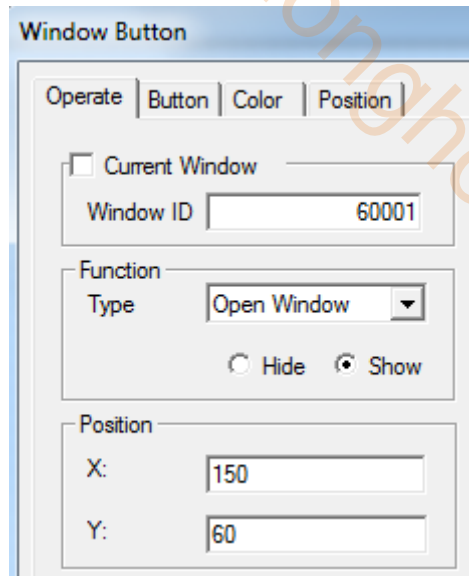 Window Button
Operate Button Color Position
Current Window
Window ID 60001
Function
Type Open Window
Hide Show
Position
X: 150
Y: 60